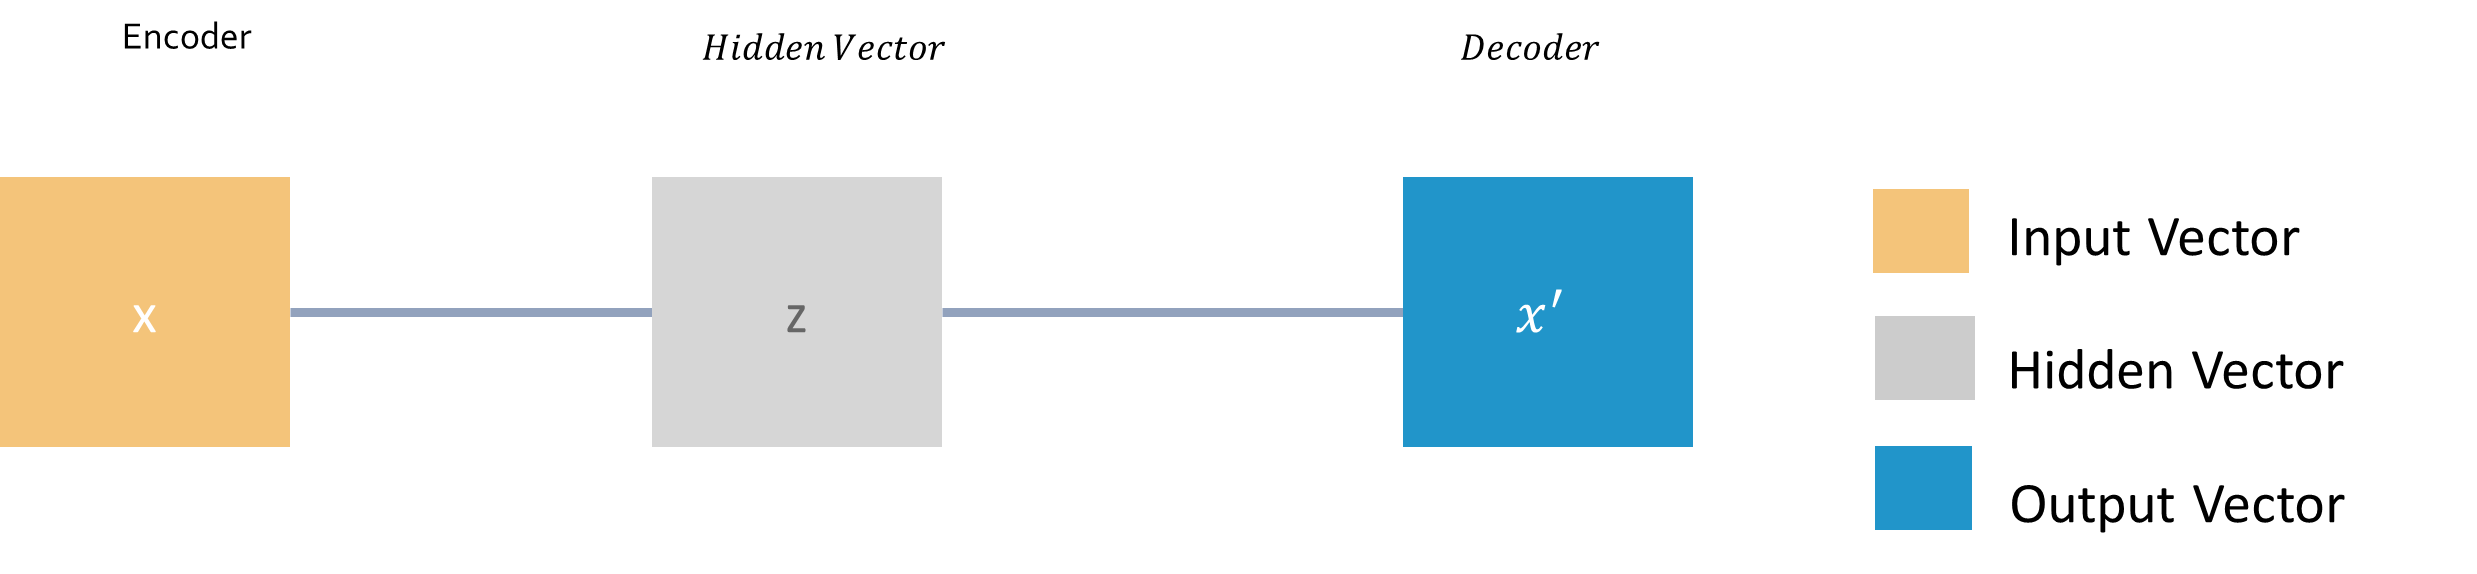 Encoder
Hidden Vector
Decoder
x
z
x′
Input Vector
Hidden Vector
Output Vector